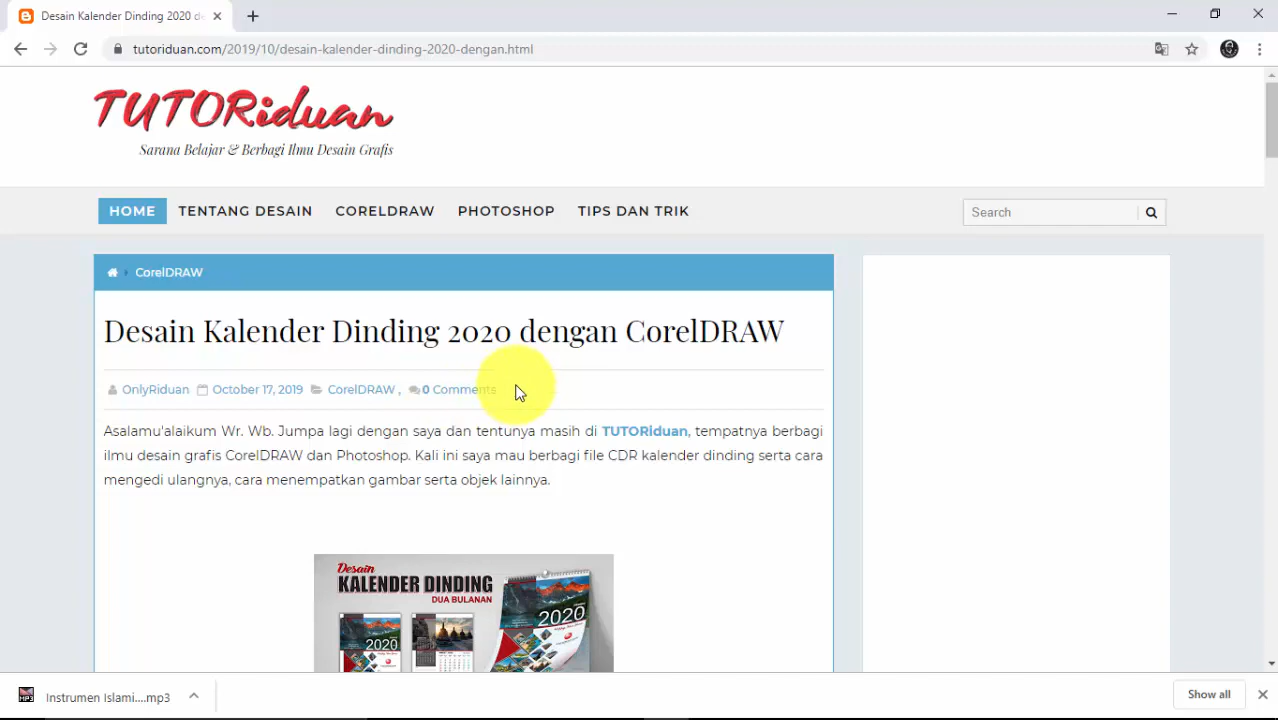 Desain Kalender Dinding 2020 de
tutoriduan.com/2019/10/desain-kalender-dinding-2020-dengan.html
TUTORiduan
Sarana Belajar & Berbagi Ilmu Desain Grafis
HOME TENTANG DESAIN CORELDRAW PHOTOSHOP TIPS DAN TRIK Search
CorelDRAW
Desain Kalender Dinding 2020 dengan CorelDRAW
OnlyRiduan October 17, 2019 CorelDRAW , 0 Comments
Asalamu'alaikum Wr. Wb. Jumpa lagi dengan saya dan tentunya masih di TUTORiduan, tempatnya berbagi
ilmu desain grafis CorelDRAW dan Photoshop. Kali ini saya mau berbagi file CDR kalender dinding serta cara
mengedi ulangnya, cara menempatkan gambar serta objek lainnya.
Desain
KALENDER DINDING
DUA BULANAN
2020
2020
MP3 Instrumen Islami....mp3 Show all